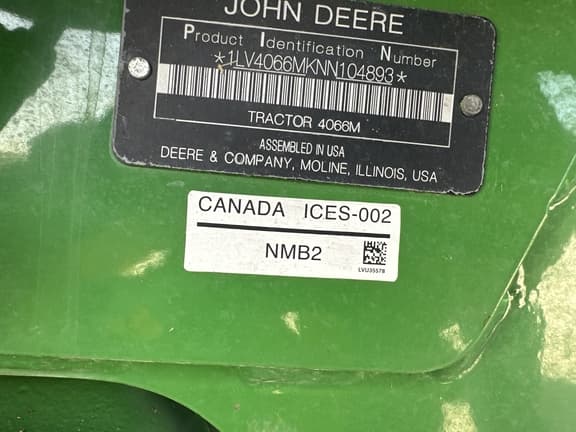 JOHN DEERE
Product Identification Number
*1LV4066MKNN104893*
TRACTOR 4066M
ASSEMBLED IN USA
DEERE & COMPANY, MOLINE, ILLINOIS, USA
CANADA ICES-002
NMB2
LVU35578